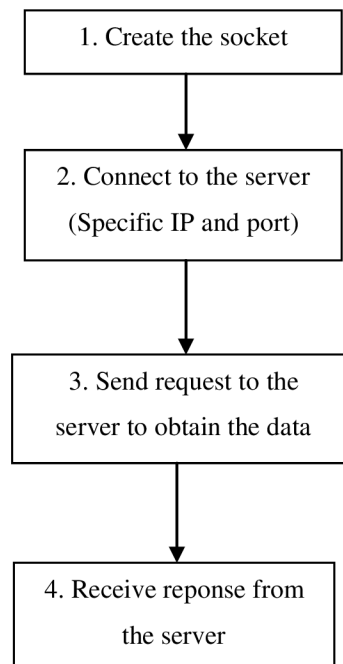 1. Create the socket
2. Connect to the server
(Specific IP and port)
3. Send request to the
server to obtain the data
4. Receive reponse from
the server